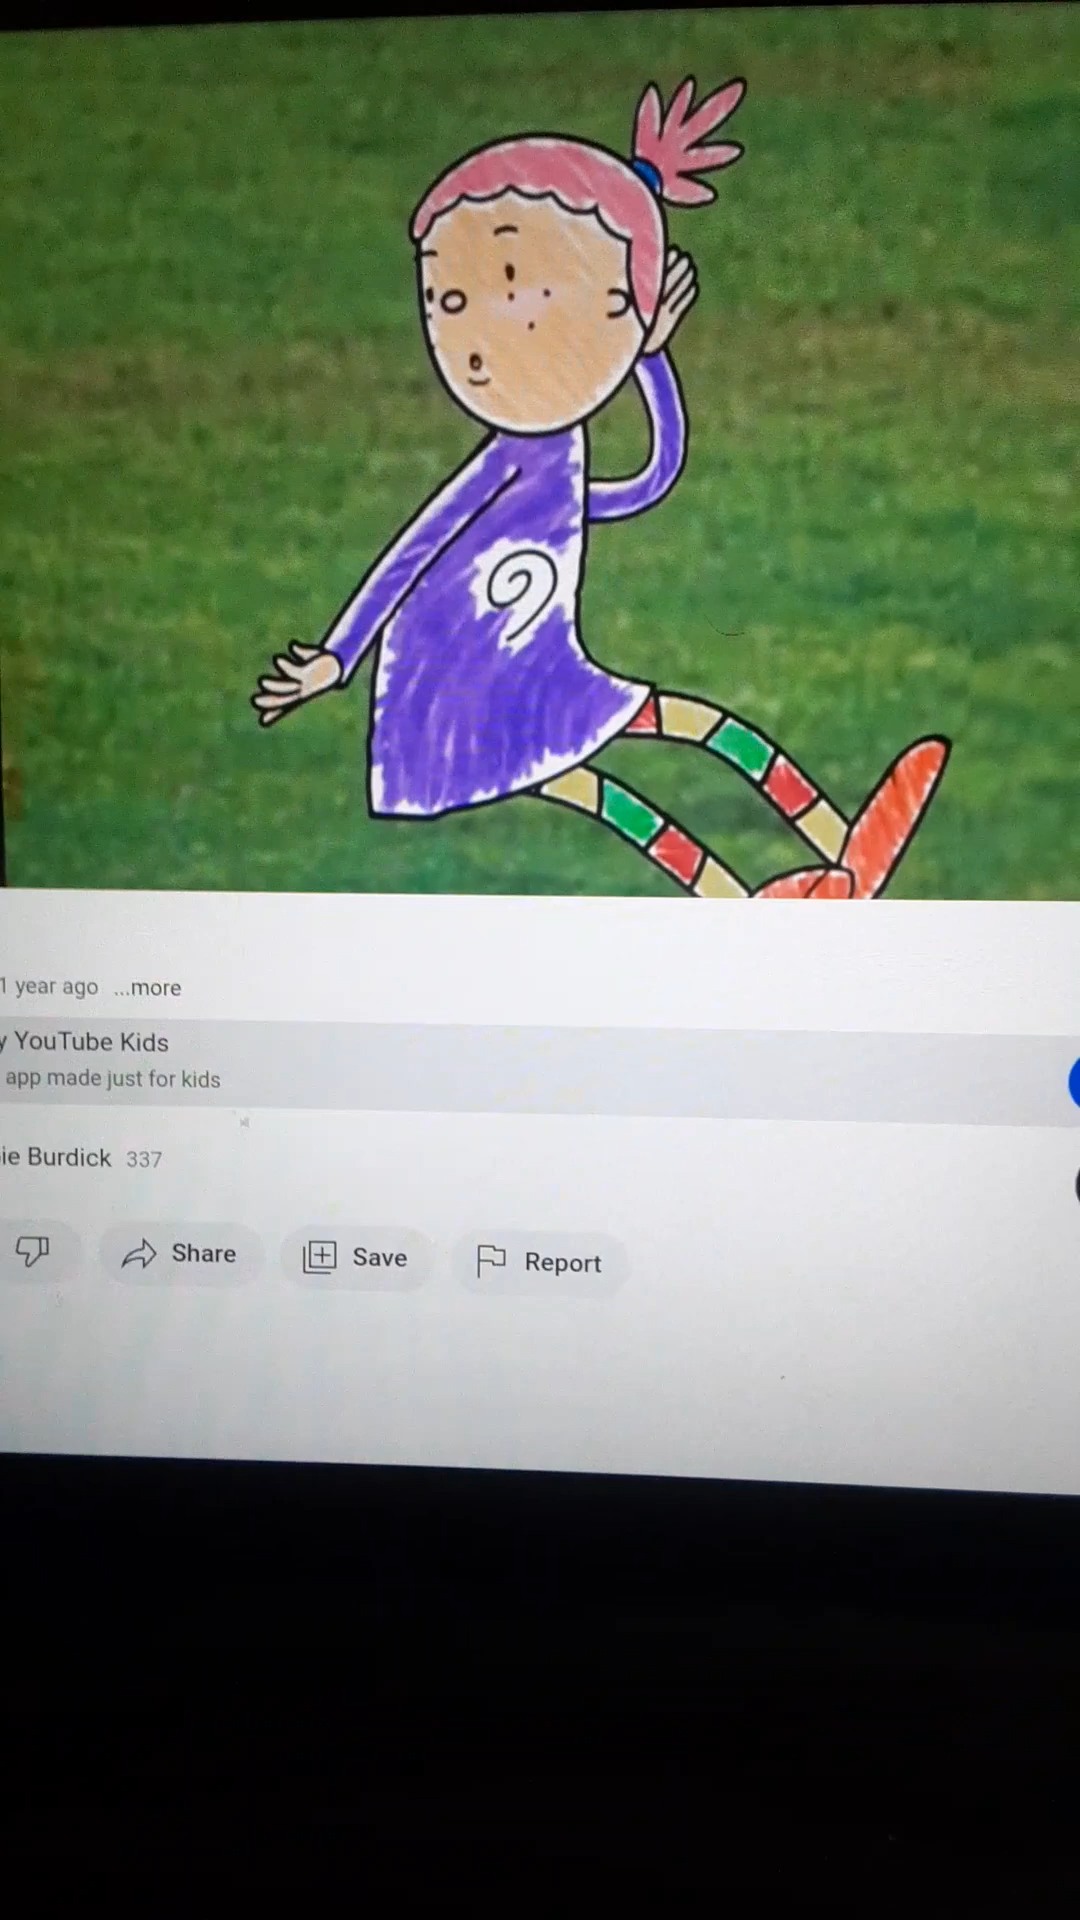 1 year ago ...more
y YouTube Kids
app made just for kids
ie Burdick 337
Share
Save
Report